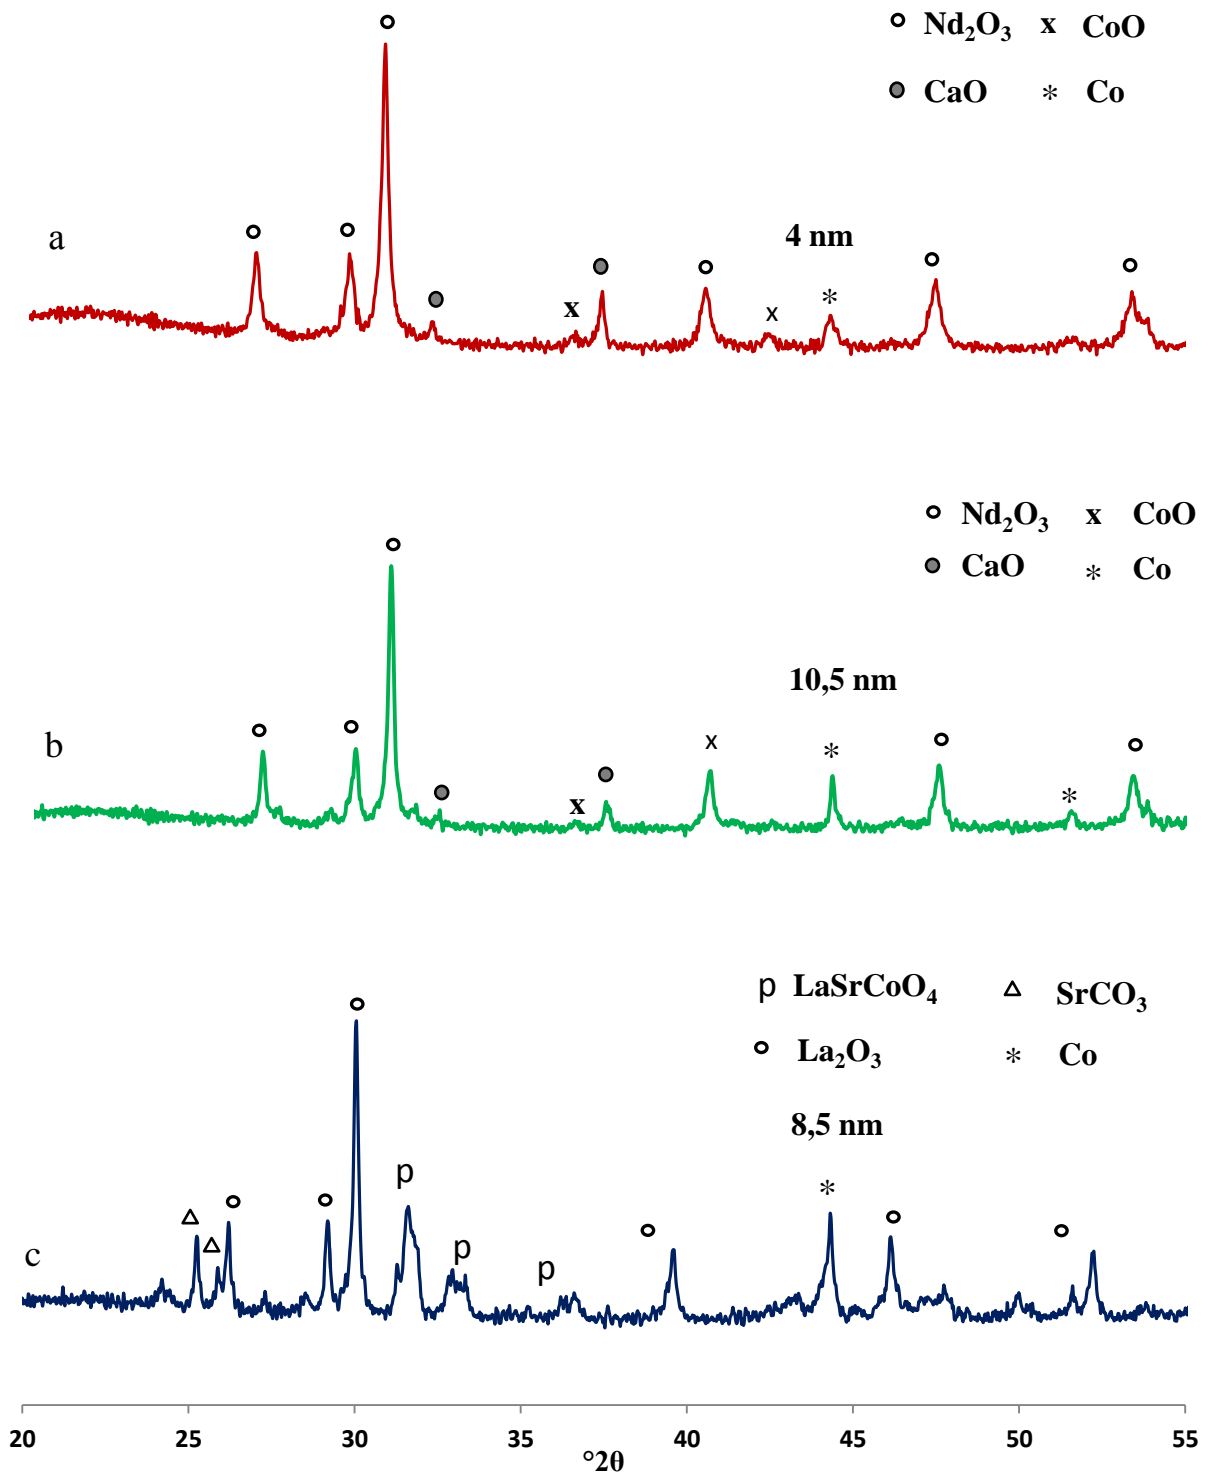 Nd₂O₃ x CoO
CaO * Co
a
x
x
*
4 nm
Nd₂O₃ x CoO
CaO * Co
b
x
x
*
*
10,5 nm
p LaSrCoO₄ △ SrCO₃
La₂O₃ * Co
8,5 nm
c
p
p
p
*
20 25 30 35 40 45 50 55
°2θ